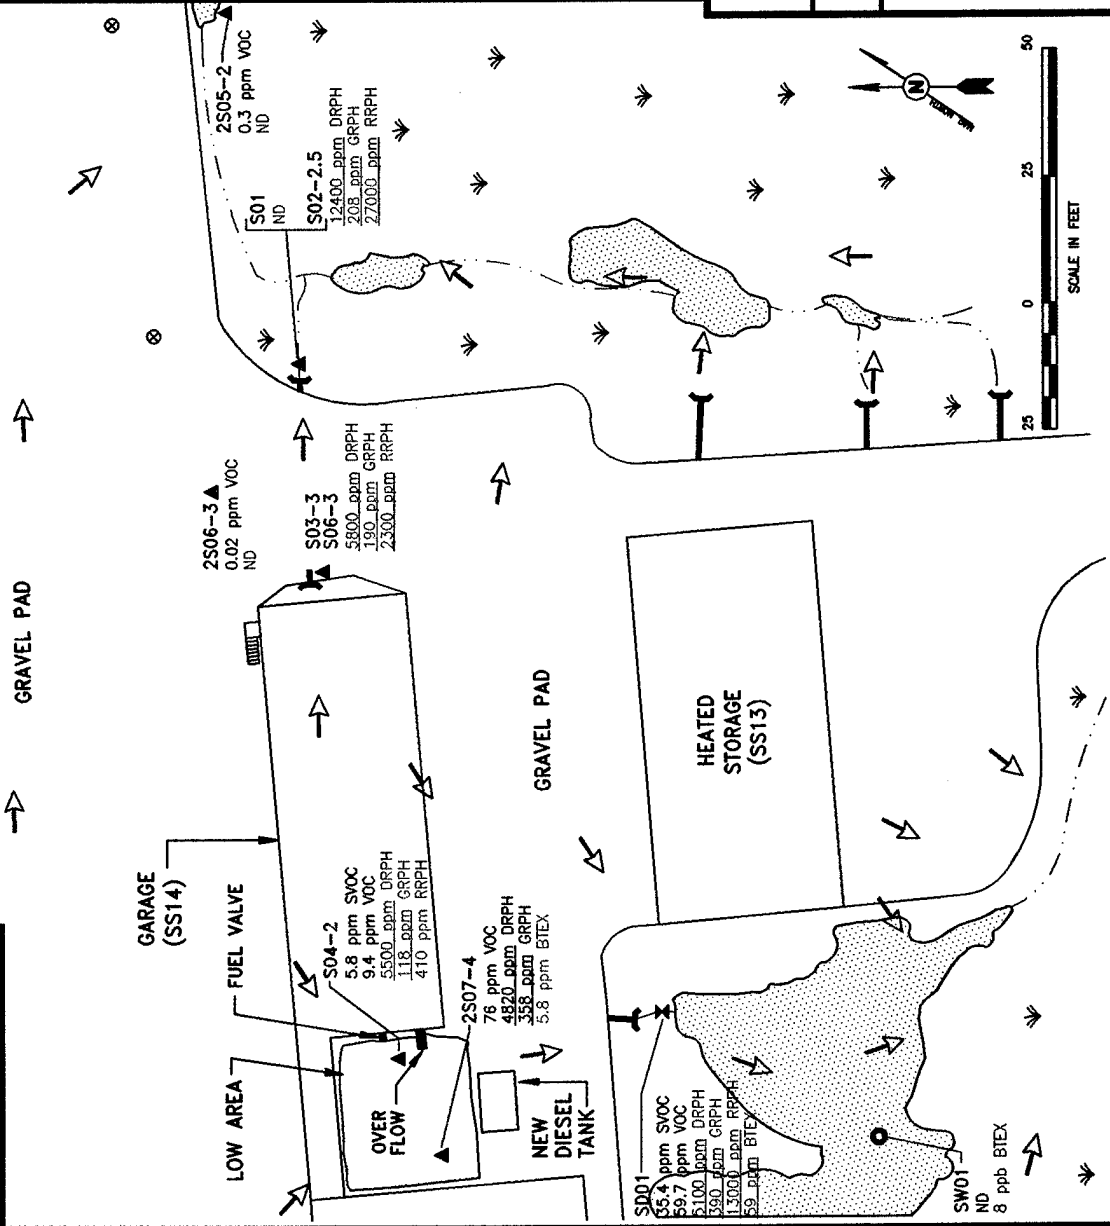 2S05-2
0.3 ppm VOC
ND
S01
ND
S02-2.5
12400 ppm DRPH
208 ppm GRPH
27000 ppm RRPH
N
50
25
0
25
SCALE IN FEET
GRAVEL PAD
2S06-3
0.02 ppm VOC
ND
S03-3
S06-3
5800 ppm DRPH
190 ppm GRPH
2300 ppm RRPH
GARAGE
(SS14)
FUEL VALVE
LOW AREA
S04-2
5.8 ppm SVOC
9.4 ppm VOC
5500 ppm DRPH
118 ppm GRPH
410 ppm RRPH
2S07-4
76 ppm VOC
4820 ppm DRPH
358 ppm GRPH
5.8 ppm BTEX
OVER
FLOW
NEW
DIESEL
TANK
GRAVEL PAD
HEATED
STORAGE
(SS13)
SD01
35.4 ppm SVOC
59.7 ppm VOC
5100 ppm DRPH
390 ppm GRPH
13000 ppm RRPH
59 ppm BTEX
SW01
ND
8 ppb BTEX